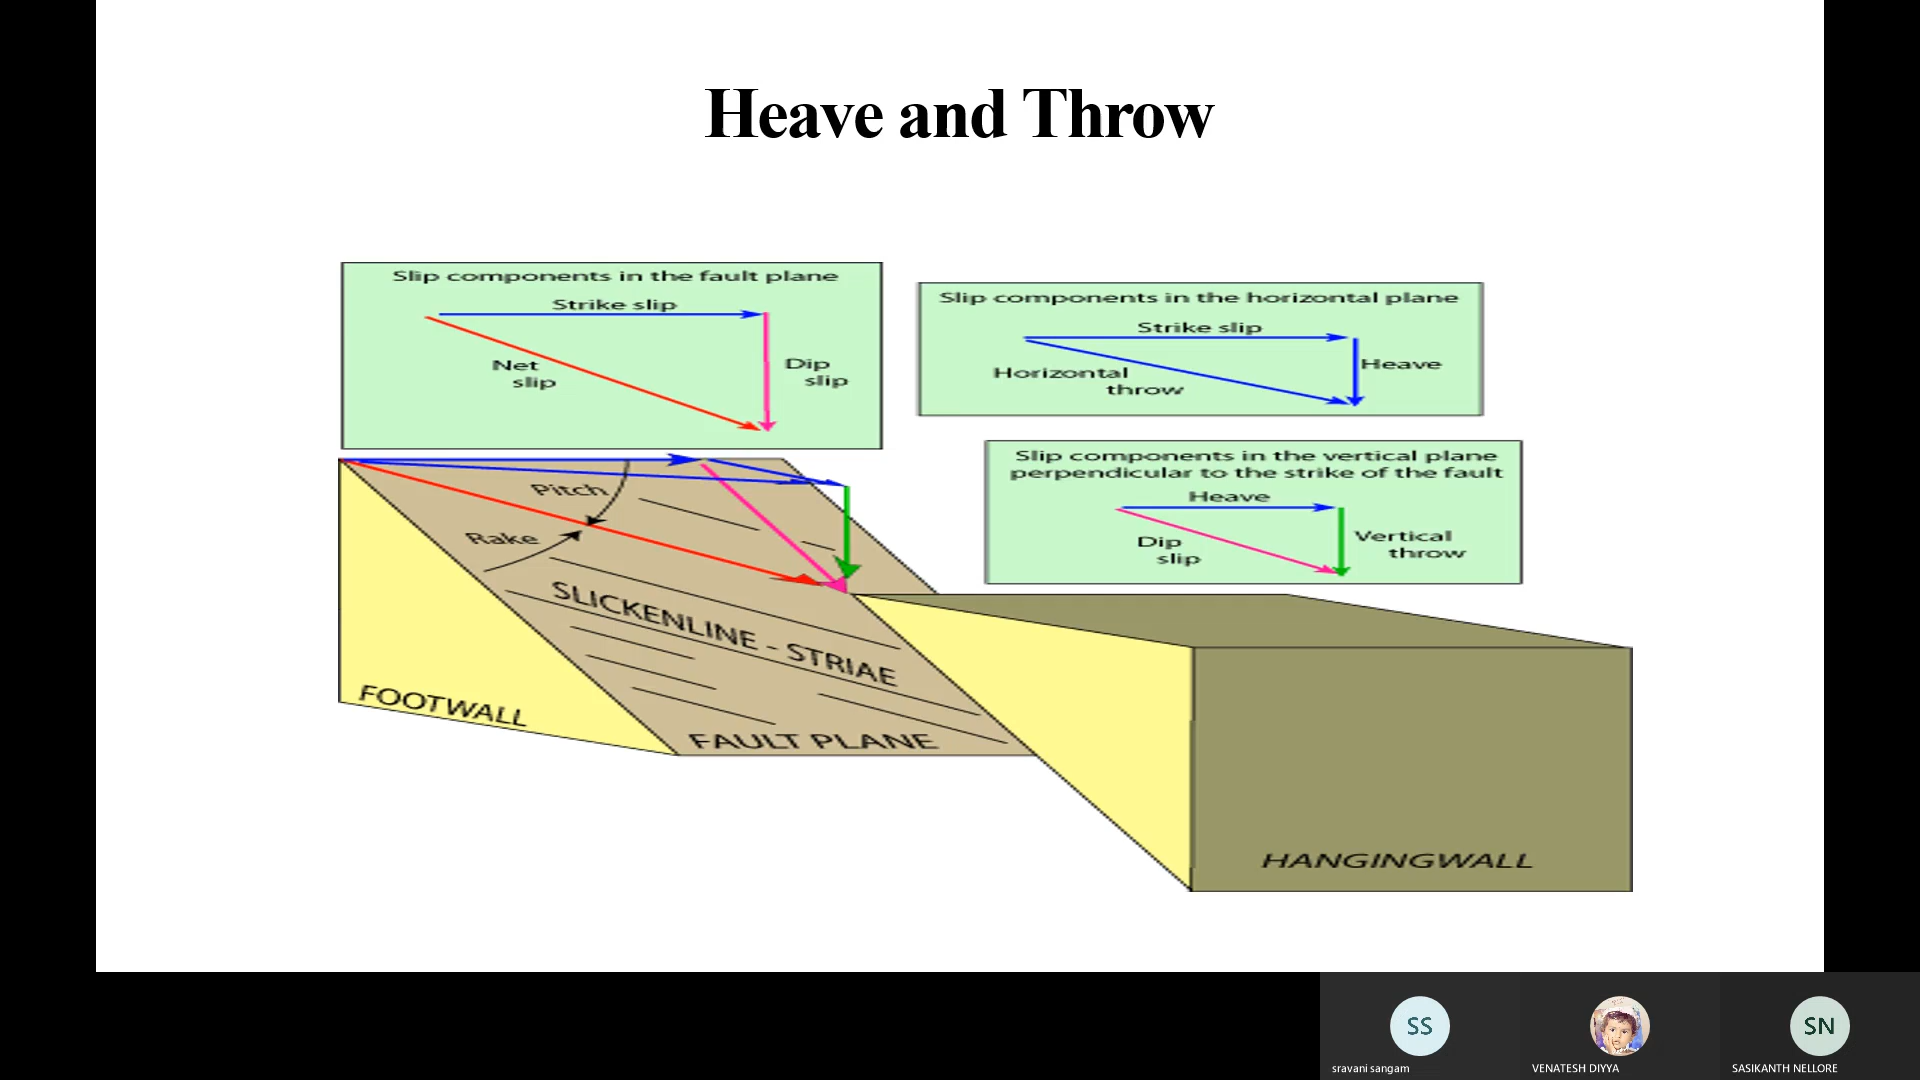 Heave and Throw
Slip components in the fault plane
Strike slip
Net
slip
Dip
slip
Slip components in the horizontal plane
Strike slip
Horizontal
throw
Heave
Slip components in the vertical plane
perpendicular to the strike of the fault
Heave
Dip
slip
Vertical
throw
Pitch
Rake
SLICKENLINE - STRIAE
FOOTWALL
FAULT PLANE
HANGINGWALL
SS
SN
sravani sangam
VENATESH DIYYA
SASIKANTH NELLORE